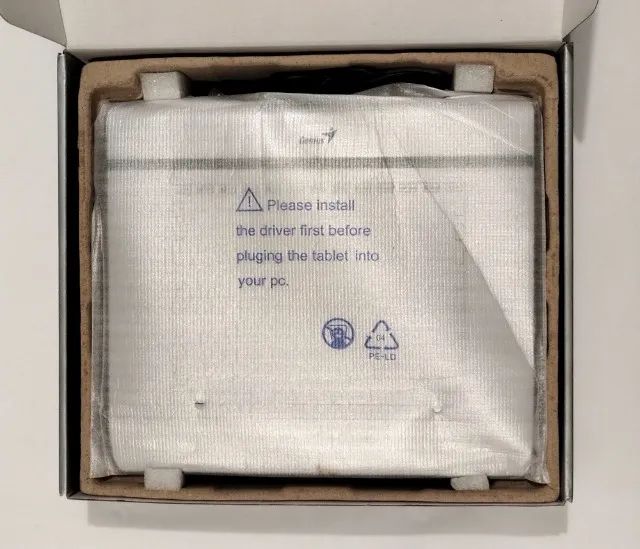 Genius
Please install
the driver first before
pluging the tablet into
your pc.
04
PE-LD